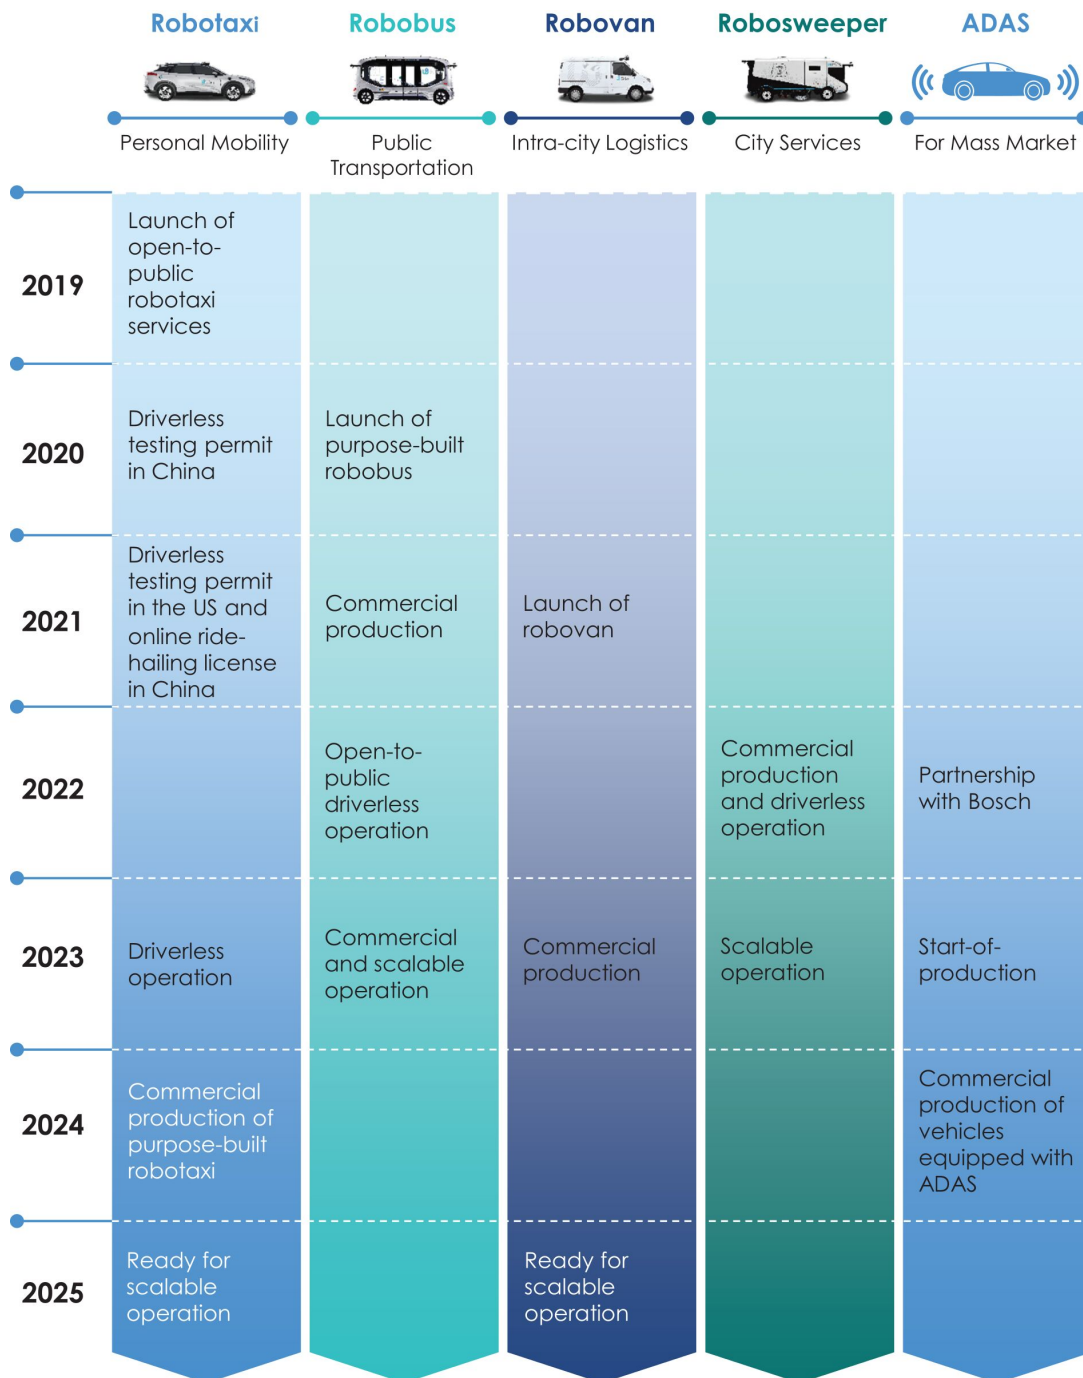 Robotaxi
Robobus
Robovan
Robosweeper
ADAS
Personal Mobility
Public
Transportation
Intra-city Logistics
City Services
For Mass Market
2019
Launch of
open-to-
public
robotaxi
services
2020
Driverless
testing permit
in China
Launch of
purpose-built
robobus
2021
Driverless
testing permit
in the US and
online ride-
hailing license
in China
Commercial
production
Launch of
robovan
2022
Open-to-
public
driverless
operation
Commercial
production
and driverless
operation
Partnership
with Bosch
2023
Driverless
operation
Commercial
and scalable
operation
Commercial
production
Scalable
operation
Start-of-
production
2024
Commercial
production of
purpose-built
robotaxi
Commercial
production of
vehicles
equipped with
ADAS
2025
Ready for
scalable
operation
Ready for
scalable
operation